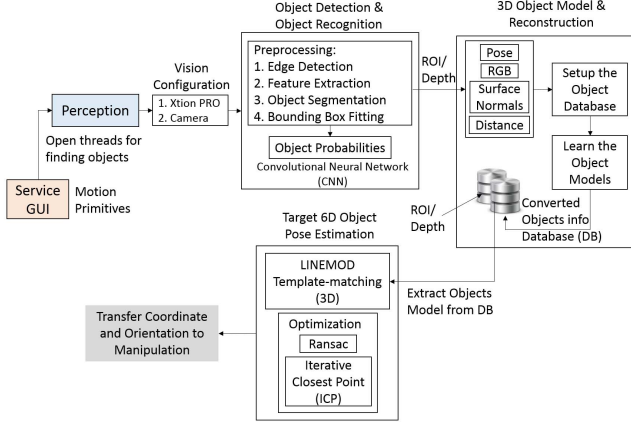 Object Detection &
Object Recognition
3D Object Model &
Reconstruction
Vision
Configuration
Preprocessing:
1. Edge Detection
2. Feature Extraction
3. Object Segmentation
4. Bounding Box Fitting
ROI/
Depth
Pose
RGB
Surface
Normals
Distance
Setup the
Object
Database
Perception
1. Xtion PRO
2. Camera
Open threads for
finding objects
Object Probabilities
Convolutional Neural Network
(CNN)
Learn the
Object
Models
Service
GUI
Motion
Primitives
ROI/
Depth
Converted
Objects info
Database (DB)
Target 6D Object
Pose Estimation
LINEMOD
Template-matching
(3D)
Extract Objects
Model from DB
Transfer Coordinate
and Orientation to
Manipulation
Optimization
Ransac
Iterative
Closest Point
(ICP)